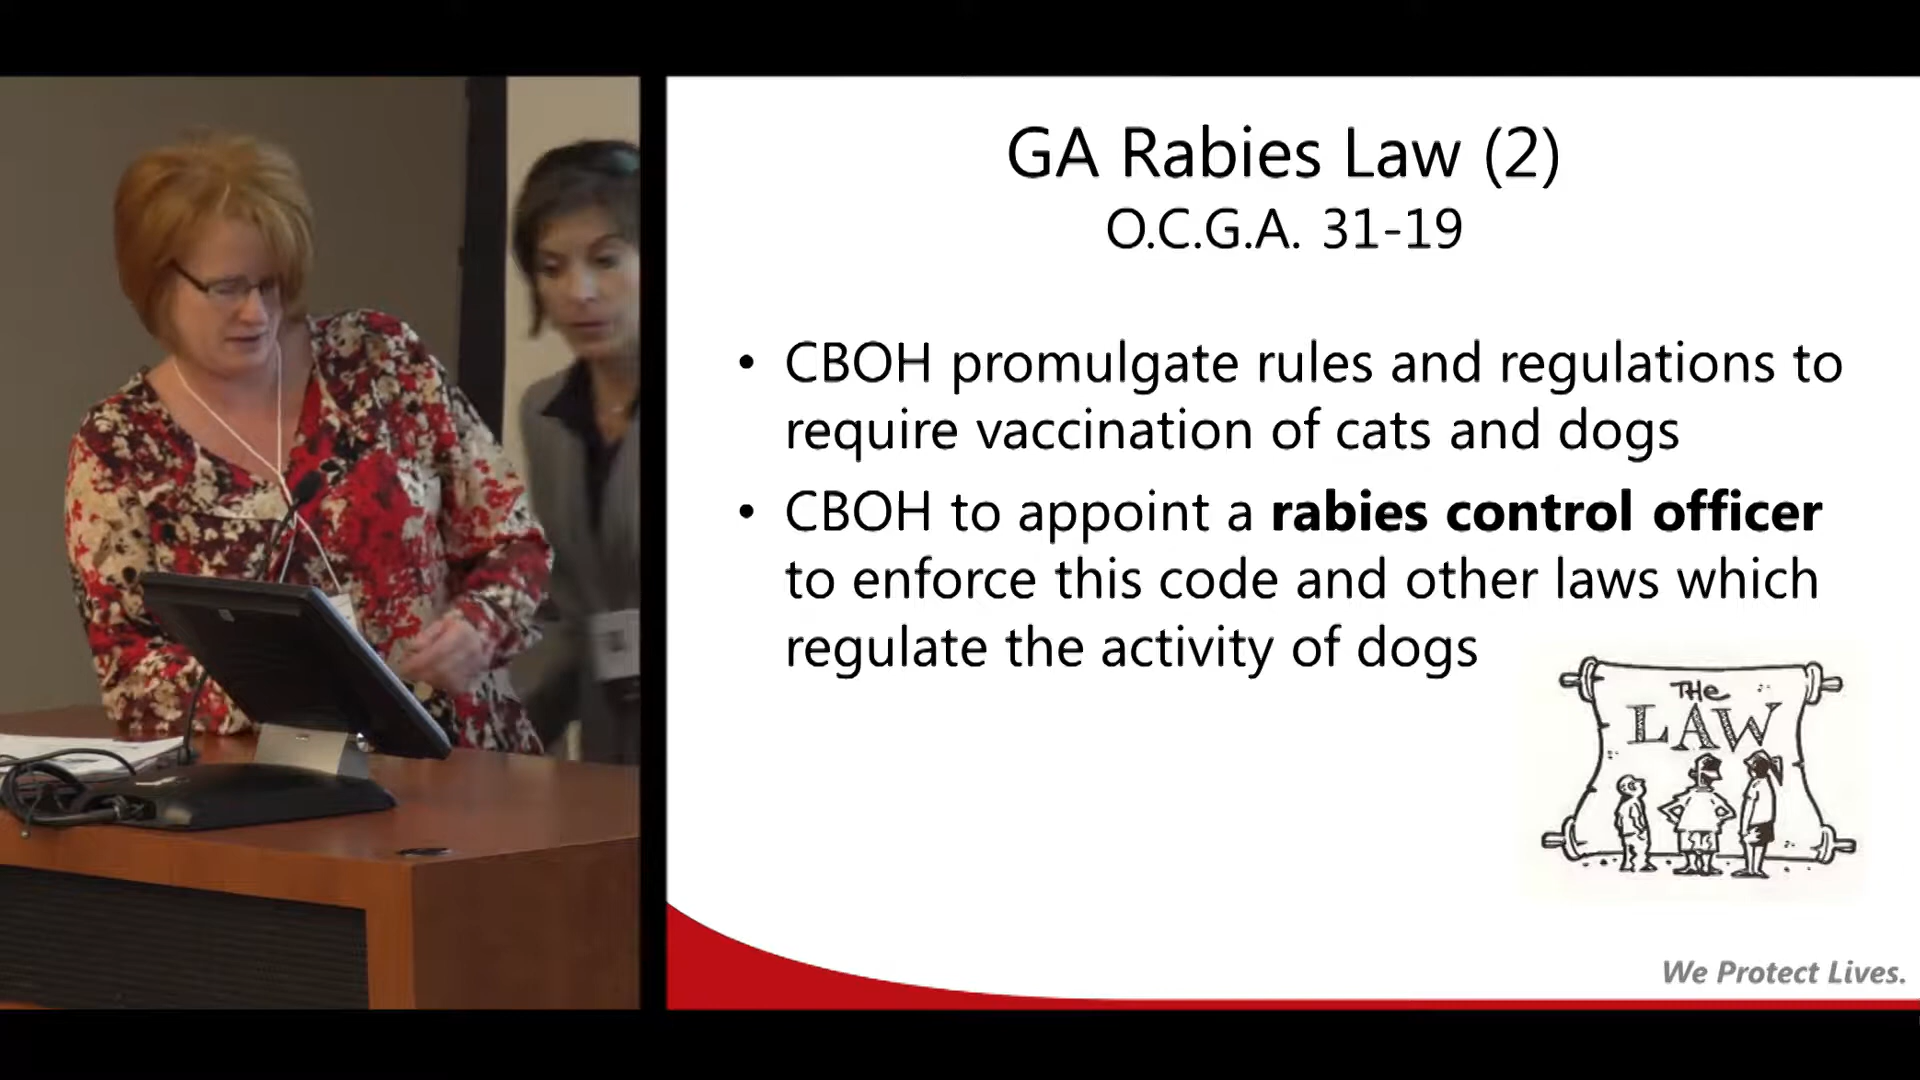 GA Rabies Law (2)
O.C.G.A. 31-19
• CBOH promulgate rules and regulations to
require vaccination of cats and dogs
• CBOH to appoint a rabies control officer
to enforce this code and other laws which
regulate the activity of dogs
THE
LAW
We Protect Lives.